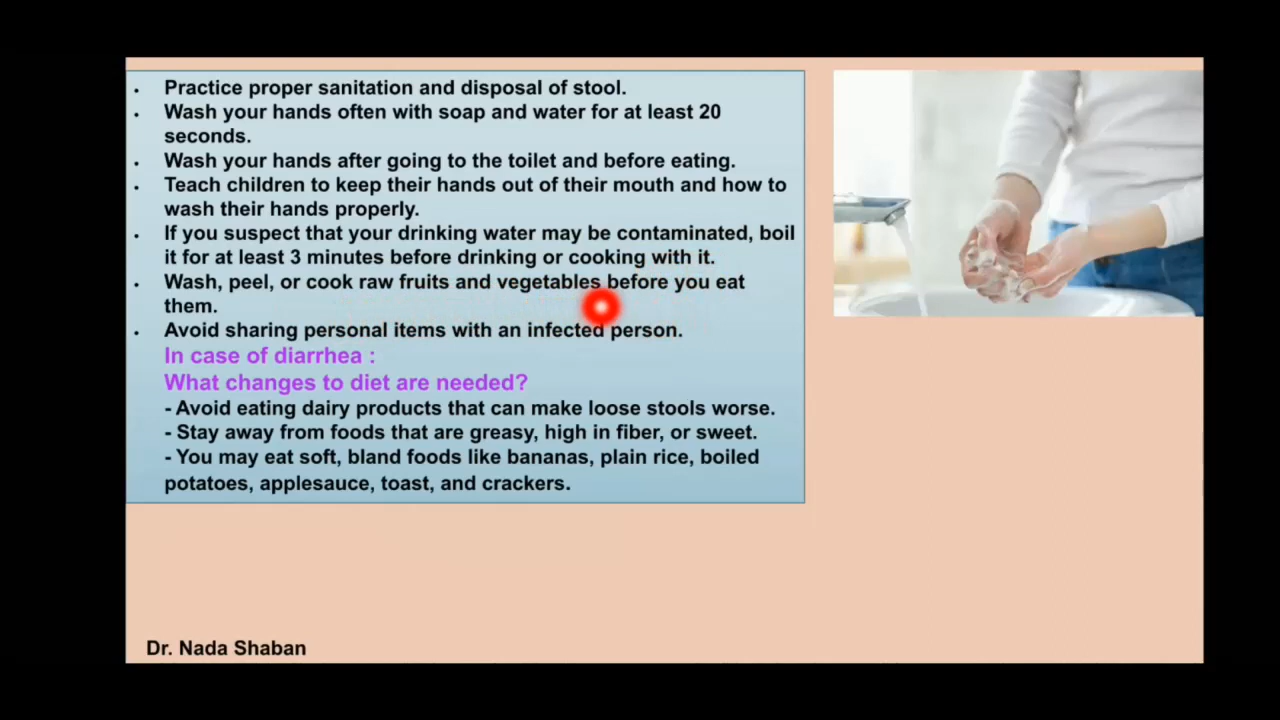 • Practice proper sanitation and disposal of stool.
• Wash your hands often with soap and water for at least 20
seconds.
• Wash your hands after going to the toilet and before eating.
• Teach children to keep their hands out of their mouth and how to
wash their hands properly.
• If you suspect that your drinking water may be contaminated, boil
it for at least 3 minutes before drinking or cooking with it.
• Wash, peel, or cook raw fruits and vegetables before you eat
them.
• Avoid sharing personal items with an infected person.
In case of diarrhea :
What changes to diet are needed?
- Avoid eating dairy products that can make loose stools worse.
- Stay away from foods that are greasy, high in fiber, or sweet.
- You may eat soft, bland foods like bananas, plain rice, boiled
potatoes, applesauce, toast, and crackers.
Dr. Nada Shaban